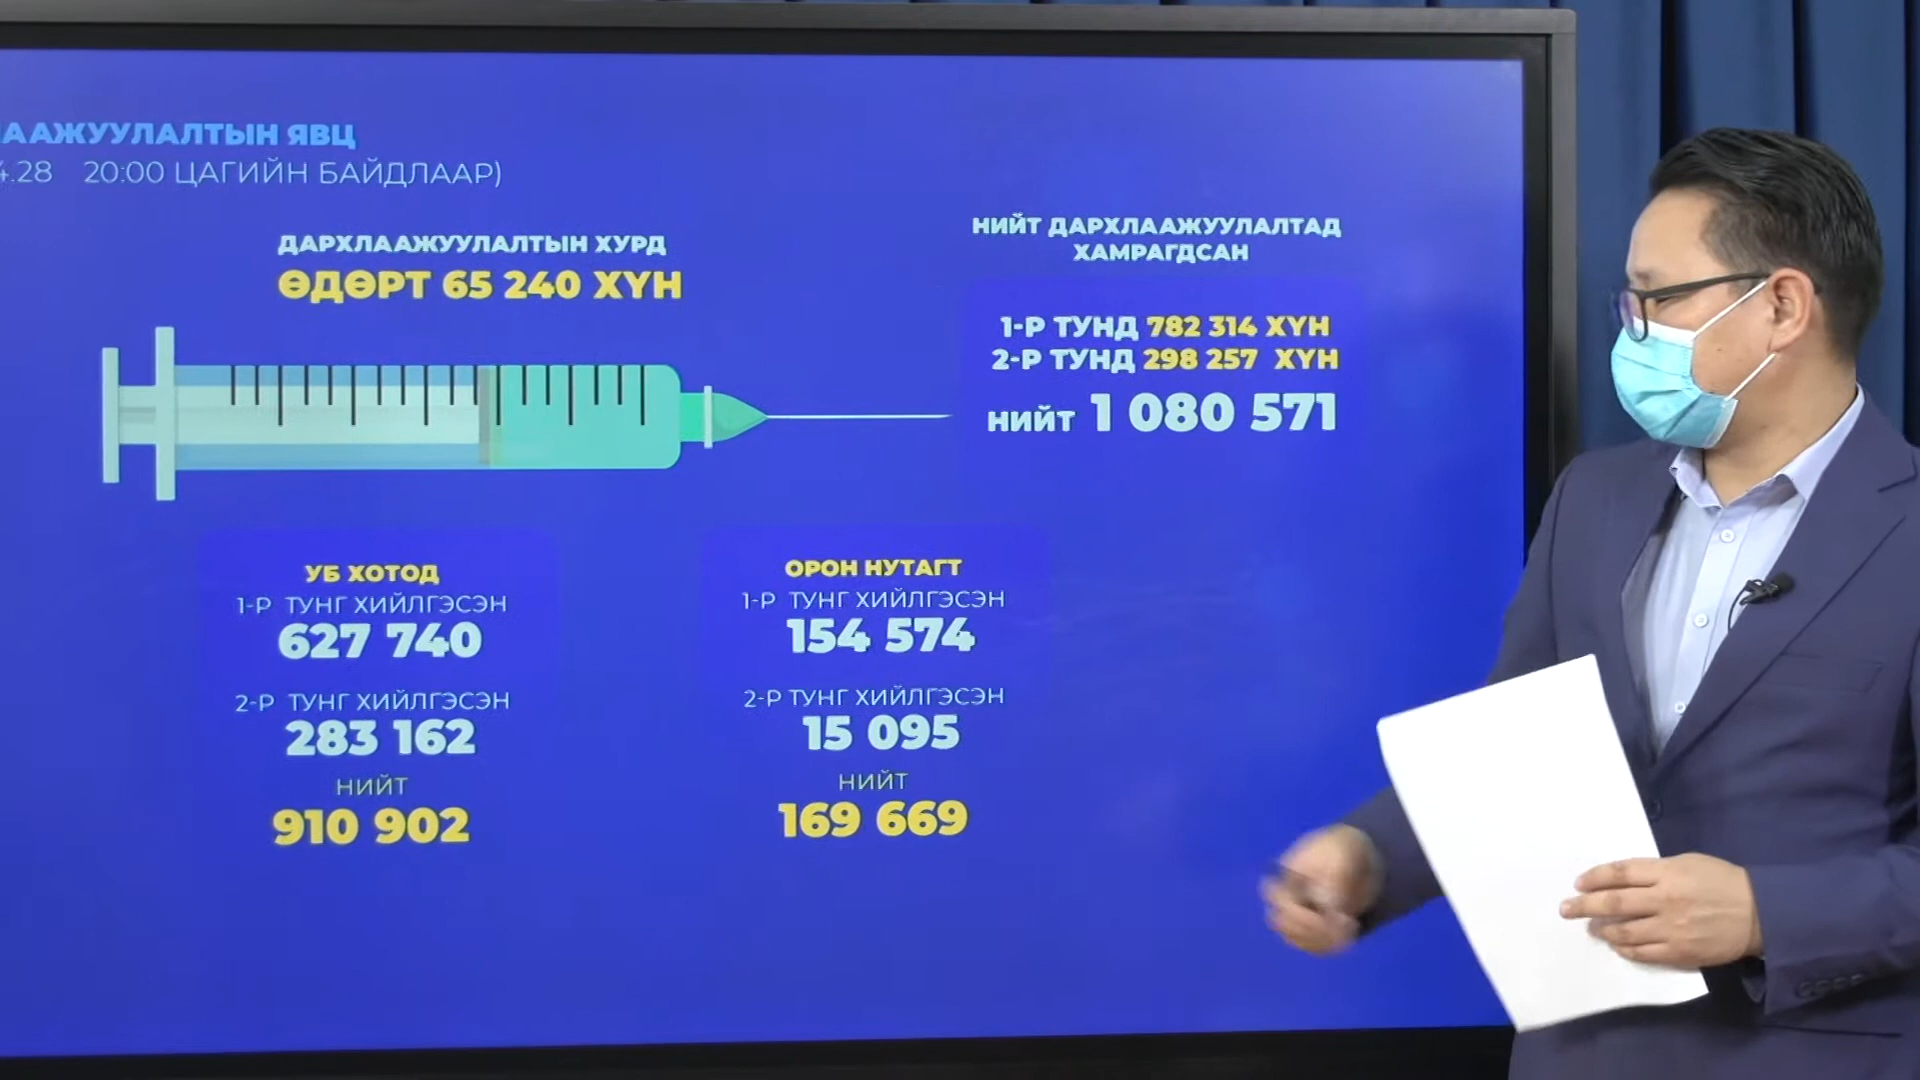 ЛААЖУУЛАЛТЫН ЯВЦ
4.28 20:00 ЦАГИЙН БАЙДЛААР)
ДАРХЛААЖУУЛАЛТЫН ХУРД
ӨДӨРТ 65 240 ХҮН
НИЙТ ДАРХЛААЖУУЛАЛТАД
ХАМРАГДСАН
1-Р ТУНД 782 314 ХҮН
2-Р ТУНД 298 257 ХҮН
НИЙТ 1 080 571
УБ ХОТОД
1-Р ТУНГ ХИЙЛГЭСЭН
627 740
2-Р ТУНГ ХИЙЛГЭСЭН
283 162
НИЙТ
910 902
ОРОН НУТАГТ
1-Р ТУНГ ХИЙЛГЭСЭН
154 574
2-Р ТУНГ ХИЙЛГЭСЭН
15 095
НИЙТ
169 669